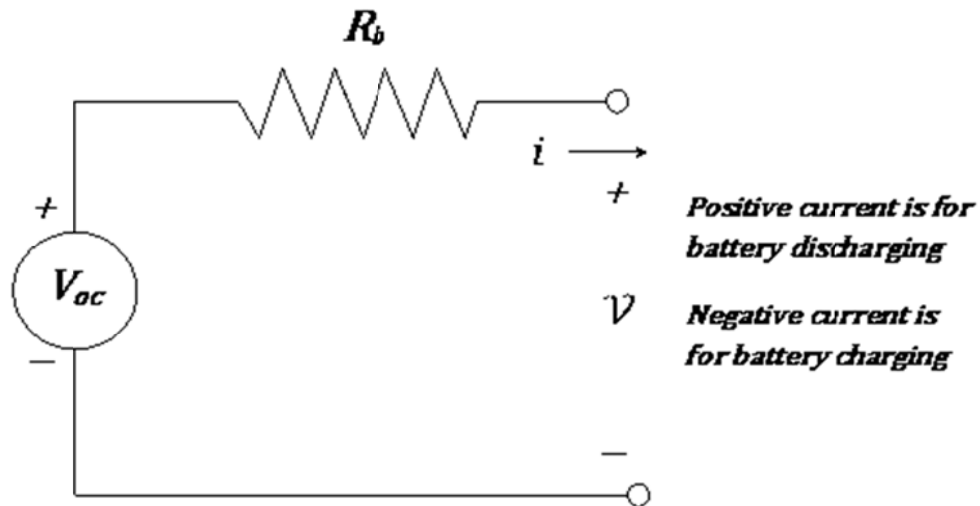 R_b
i
+
+
V_oc
−
V
−
Positive current is for
battery discharging
Negative current is
for battery charging